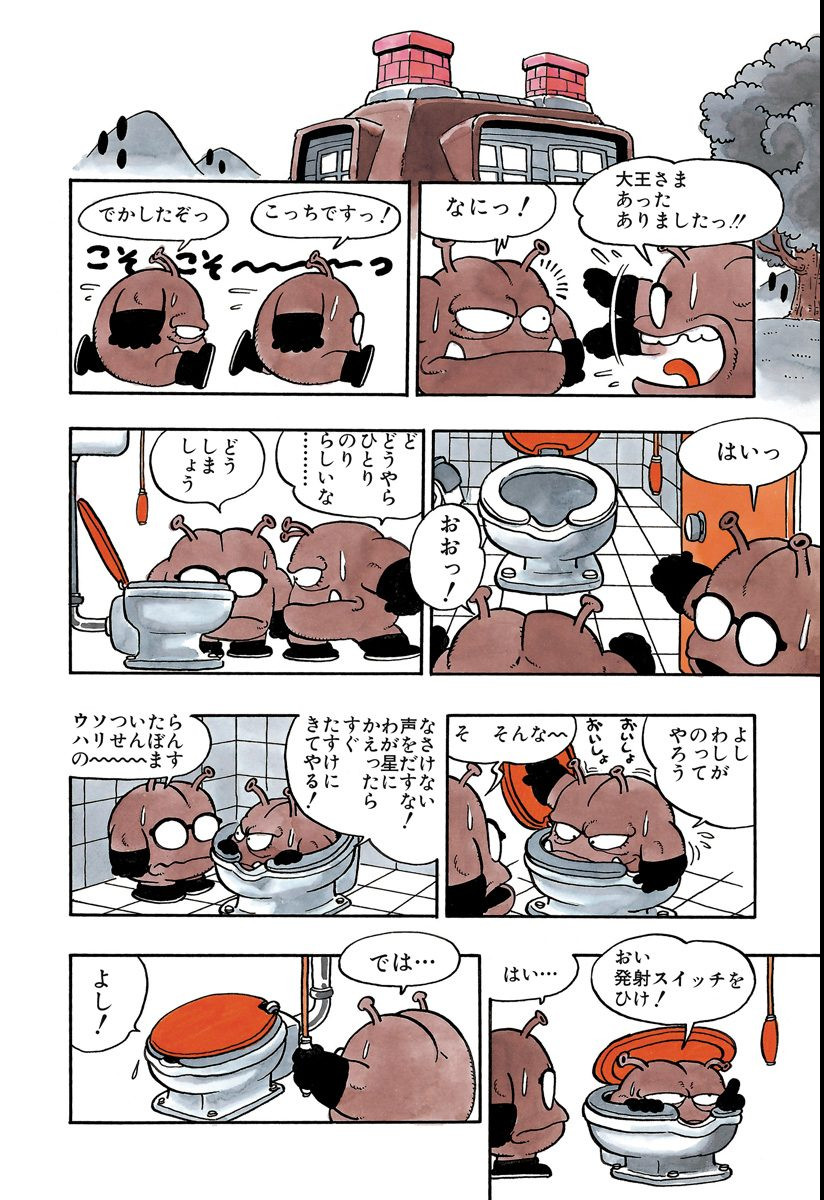 大王さま
あった
ありましたっ!!
なにっ!
こっちですっ!
でかしたぞっ
こそこそ〜〜〜〜っ
はいっ
おおっ!
ど
どうやら
ひとり
のり
らしいな
………
どう
しま
しょう
よし
わしが
のって
やろう
おいしょ
おいしょ
そ そんな〜
なさけない
声をだすな!
わが星に
かえったら
すぐ
たすけに
きてやる!
らんす
たぼま
いんせん
つ
ソリ
ウハの〜〜〜〜
おい
発射スイッチを
ひけ!
はい…
では…
よし!